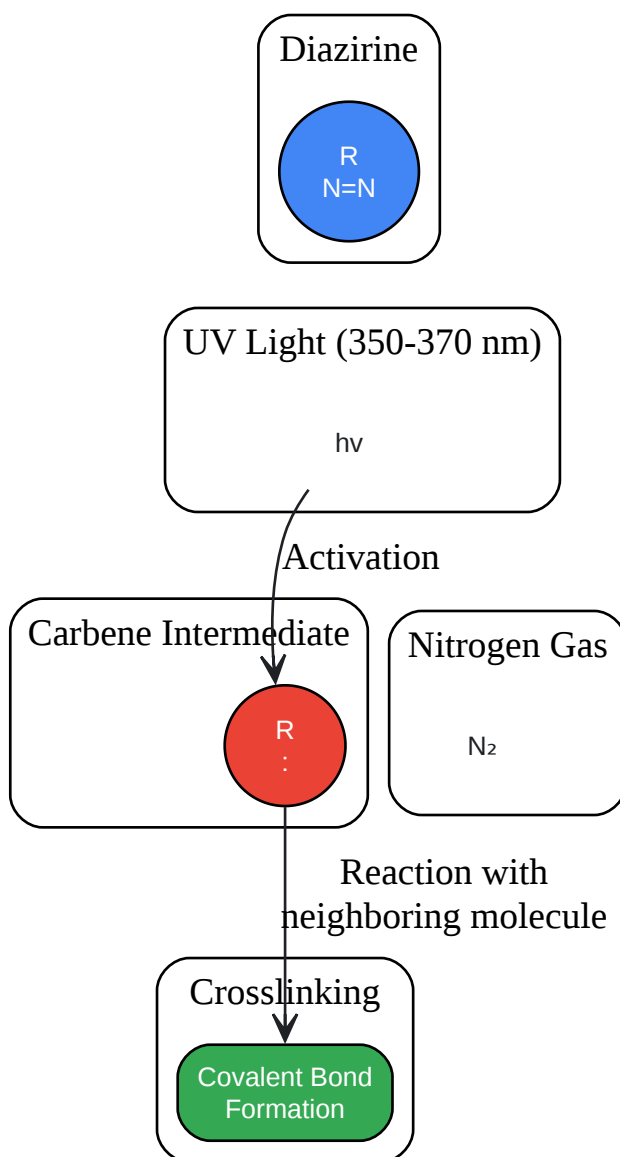 Diazirine
R
N=N
UV Light (350-370 nm)
hv
Activation
Carbene Intermediate
R
:
Nitrogen Gas
N₂
Reaction with
neighboring molecule
Crosslinking
Covalent Bond
Formation